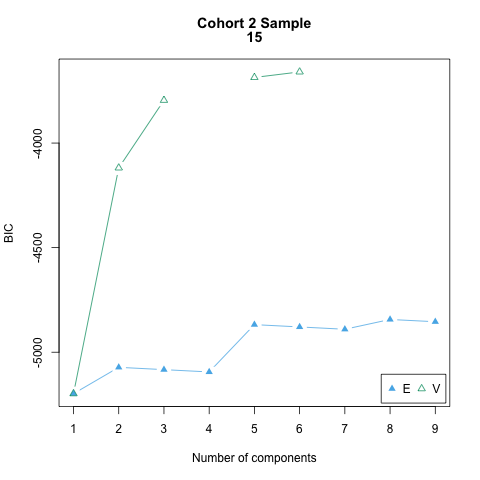 Cohort 2 Sample
15
-4000
-4500
-5000
BIC
E V
1 2 3 4 5 6 7 8 9
Number of components